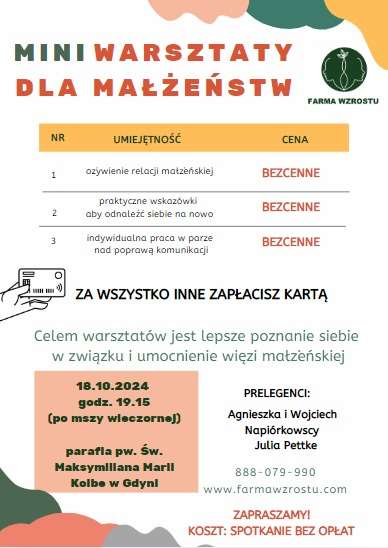 MINI WARSZTATY
DLA MAŁŻEŃSTW
FARMA WZROSTU
NR UMIEJĘTNOŚĆ CENA
1 ożywienie relacji małżeńskiej BEZCENNE
2 praktyczne wskazówki
aby odnaleźć siebie na nowo BEZCENNE
3 indywidualna praca w parze
nad poprawą komunikacji BEZCENNE
ZA WSZYSTKO INNE ZAPŁACISZ KARTĄ
Celem warsztatów jest lepsze poznanie siebie
w związku i umocnienie więzi małżeńskiej
18.10.2024
godz. 19.15
(po mszy wieczornej)
parafia pw. Św.
Maksymiliana Marii
Kolbe w Gdyni
PRELEGENCI:
Agnieszka i Wojciech
Napiórkowscy
Julia Pettke
888-079-990
www.farmawzrostu.com
ZAPRASZAMY!
KOSZT: SPOTKANIE BEZ OPŁAT